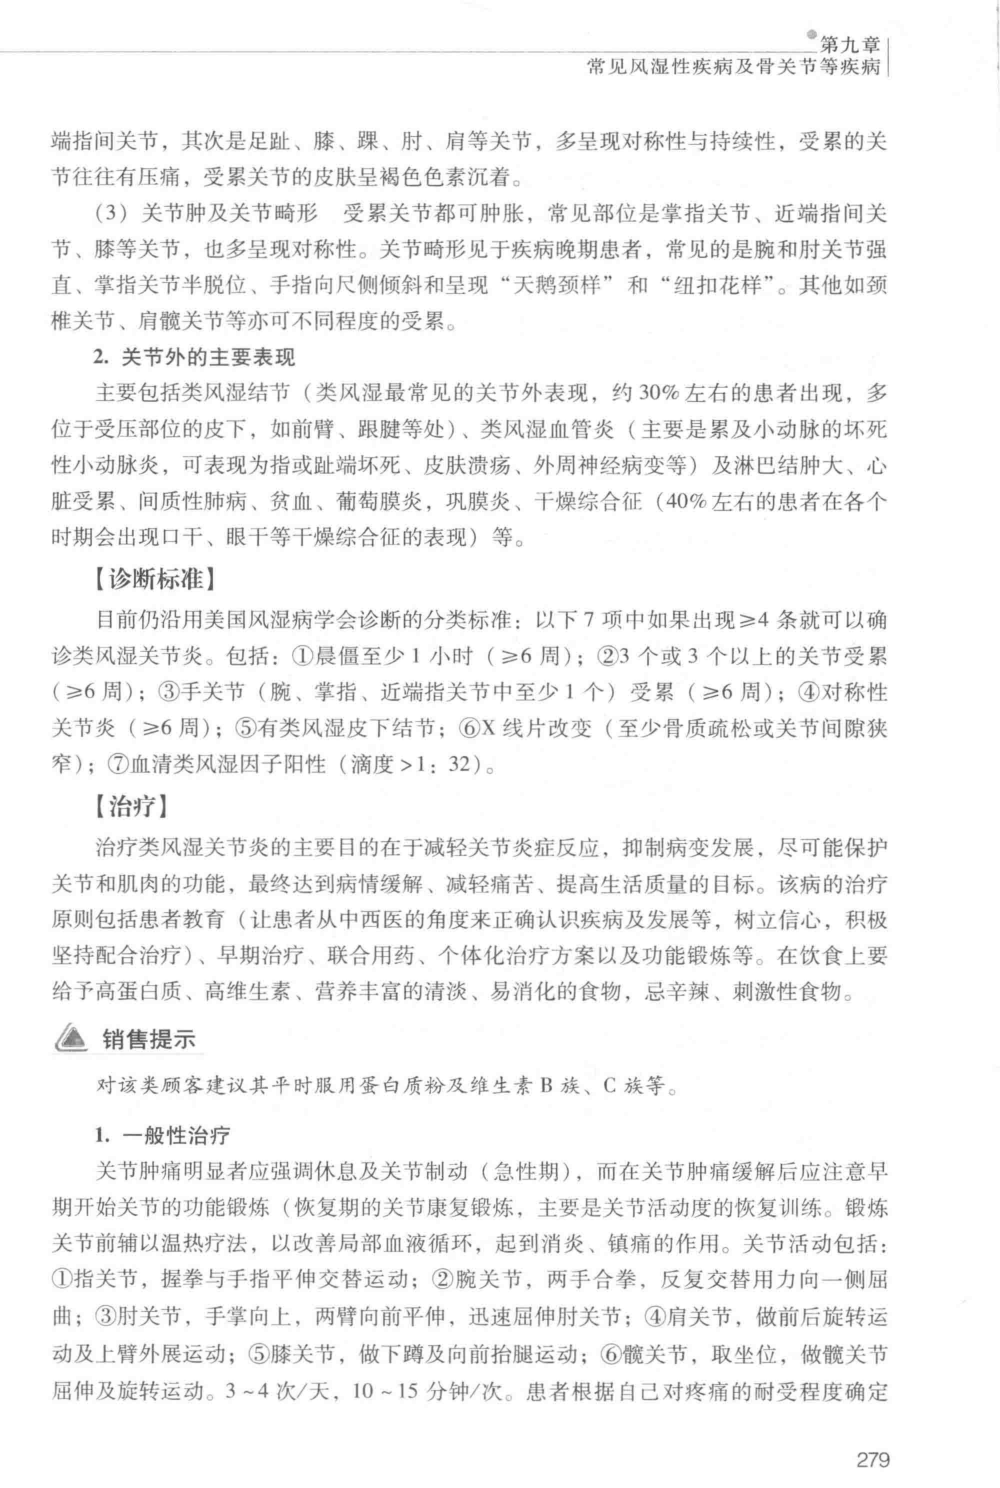 第九章
常见风湿性疾病及骨关节等疾病
端指间关节，其次是足趾、膝、踝、肘、肩等关节，多呈现对称性与持续性，受累的关
节往往有压痛，受累关节的皮肤呈褐色色素沉着。
（3）关节肿及关节畸形　受累关节都可肿胀，常见部位是掌指关节、近端指间关
节、膝等关节，也多呈现对称性。关节畸形见于疾病晚期患者，常见的是腕和肘关节强
直、掌指关节半脱位、手指向尺侧倾斜和呈现“天鹅颈样”和“纽扣花样”。其他如颈
椎关节、肩髋关节等亦可不同程度的受累。
2. 关节外的主要表现
主要包括类风湿结节（类风湿最常见的关节外表现，约 30% 左右的患者出现，多
位于受压部位的皮下，如前臂、跟腱等处）、类风湿血管炎（主要是累及小动脉的坏死
性小动脉炎，可表现为指或趾端坏死、皮肤溃疡、外周神经病变等）及淋巴结肿大、心
脏受累、间质性肺病、贫血、葡萄膜炎，巩膜炎、干燥综合征（40% 左右的患者在各个
时期会出现口干、眼干等干燥综合征的表现）等。
【诊断标准】
目前仍沿用美国风湿病学会诊断的分类标准：以下 7 项中如果出现≥4 条就可以确
诊类风湿关节炎。包括：①晨僵至少 1 小时（≥6 周）；②3 个或 3 个以上的关节受累
（≥6 周）；③手关节（腕、掌指、近端指关节中至少 1 个）受累（≥6 周）；④对称性
关节炎（≥6 周）；⑤有类风湿皮下结节；⑥X 线片改变（至少骨质疏松或关节间隙狭
窄）；⑦血清类风湿因子阳性（滴度 >1：32）。
【治疗】
治疗类风湿关节炎的主要目的在于减轻关节炎症反应，抑制病变发展，尽可能保护
关节和肌肉的功能，最终达到病情缓解、减轻痛苦、提高生活质量的目标。该病的治疗
原则包括患者教育（让患者从中西医的角度来正确认识疾病及发展等，树立信心，积极
坚持配合治疗）、早期治疗、联合用药、个体化治疗方案以及功能锻炼等。在饮食上要
给予高蛋白质、高维生素、营养丰富的清淡、易消化的食物，忌辛辣、刺激性食物。
销售提示
对该类顾客建议其平时服用蛋白质粉及维生素 B 族、C 族等。
1. 一般性治疗
关节肿痛明显者应强调休息及关节制动（急性期），而在关节肿痛缓解后应注意早
期开始关节的功能锻炼（恢复期的关节康复锻炼，主要是关节活动度的恢复训练。锻炼
关节前辅以温热疗法，以改善局部血液循环，起到消炎、镇痛的作用。关节活动包括：
①指关节，握拳与手指平伸交替运动；②腕关节，两手合拳，反复交替用力向一侧屈
曲；③肘关节，手掌向上，两臂向前平伸，迅速屈伸肘关节；④肩关节，做前后旋转运
动及上臂外展运动；⑤膝关节，做下蹲及向前抬腿运动；⑥髋关节，取坐位，做髋关节
屈伸及旋转运动。3 ~ 4 次/天，10 ~ 15 分钟/次。患者根据自己对疼痛的耐受程度确定
279